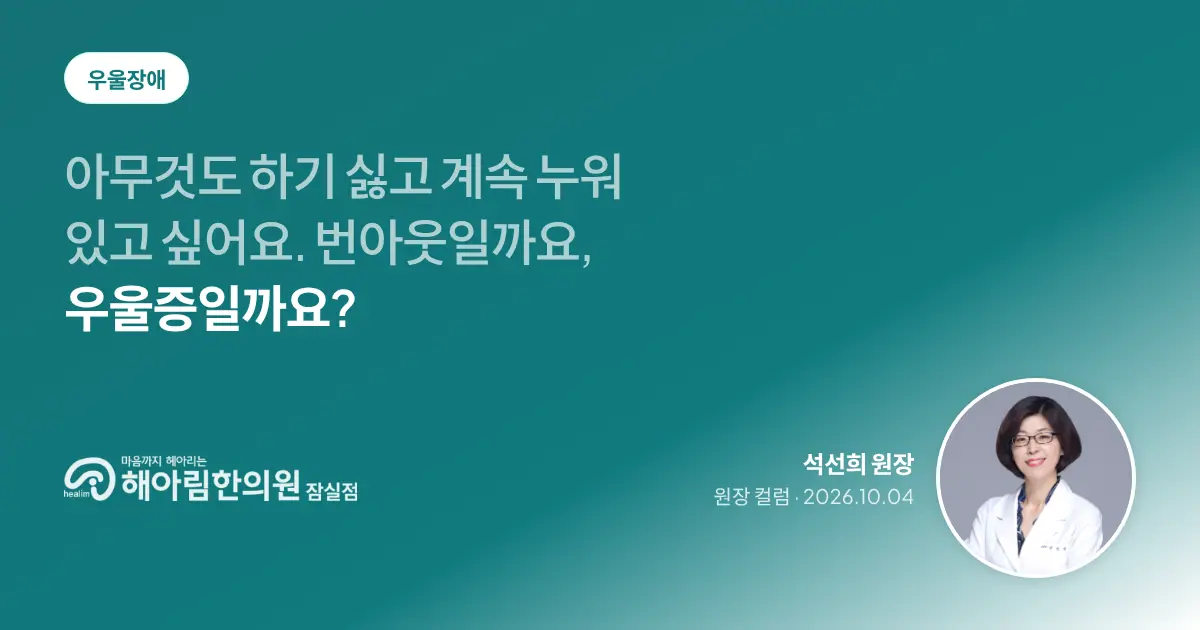 우울장애
아무것도 하기 싫고 계속 누워
있고 싶어요. 번아웃일까요,
우울증일까요?
마음까지 헤아리는
healim 해아림한의원 잠실점
석선희 원장
원장 컬럼 · 2026.10.04